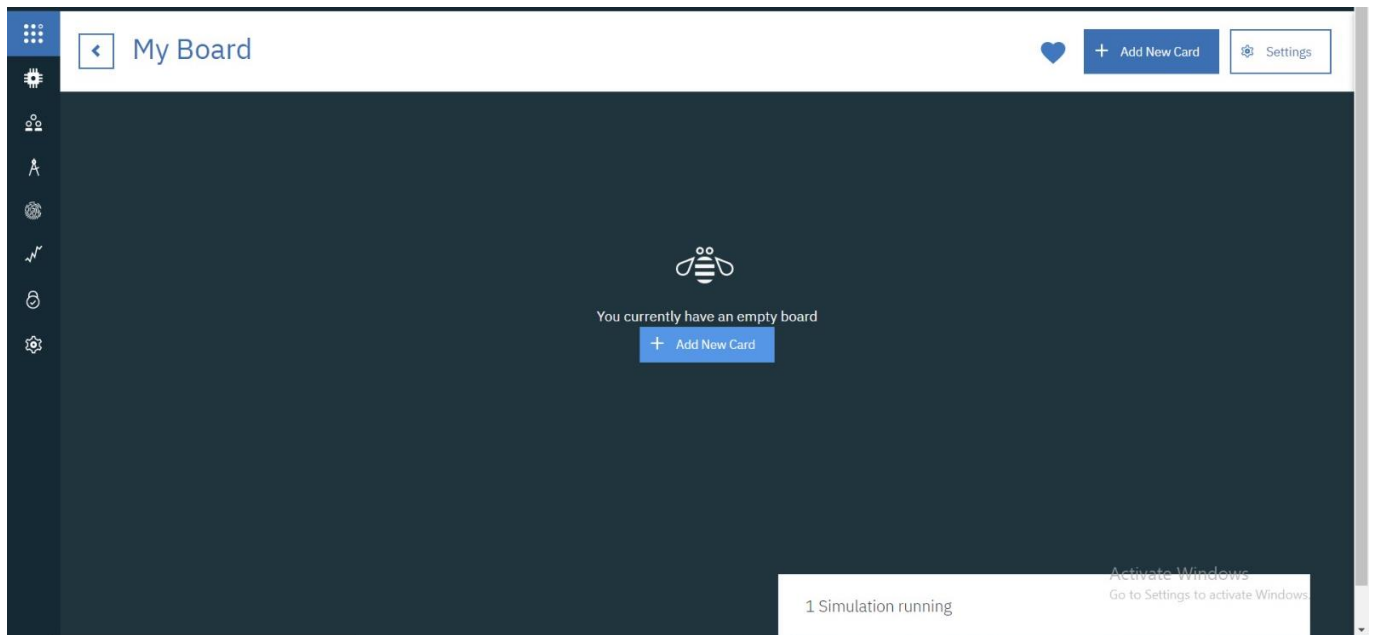 My Board
+ Add New Card
Settings
You currently have an empty board
+ Add New Card
1 Simulation running
Activate Windows
Go to Settings to activate Windows.